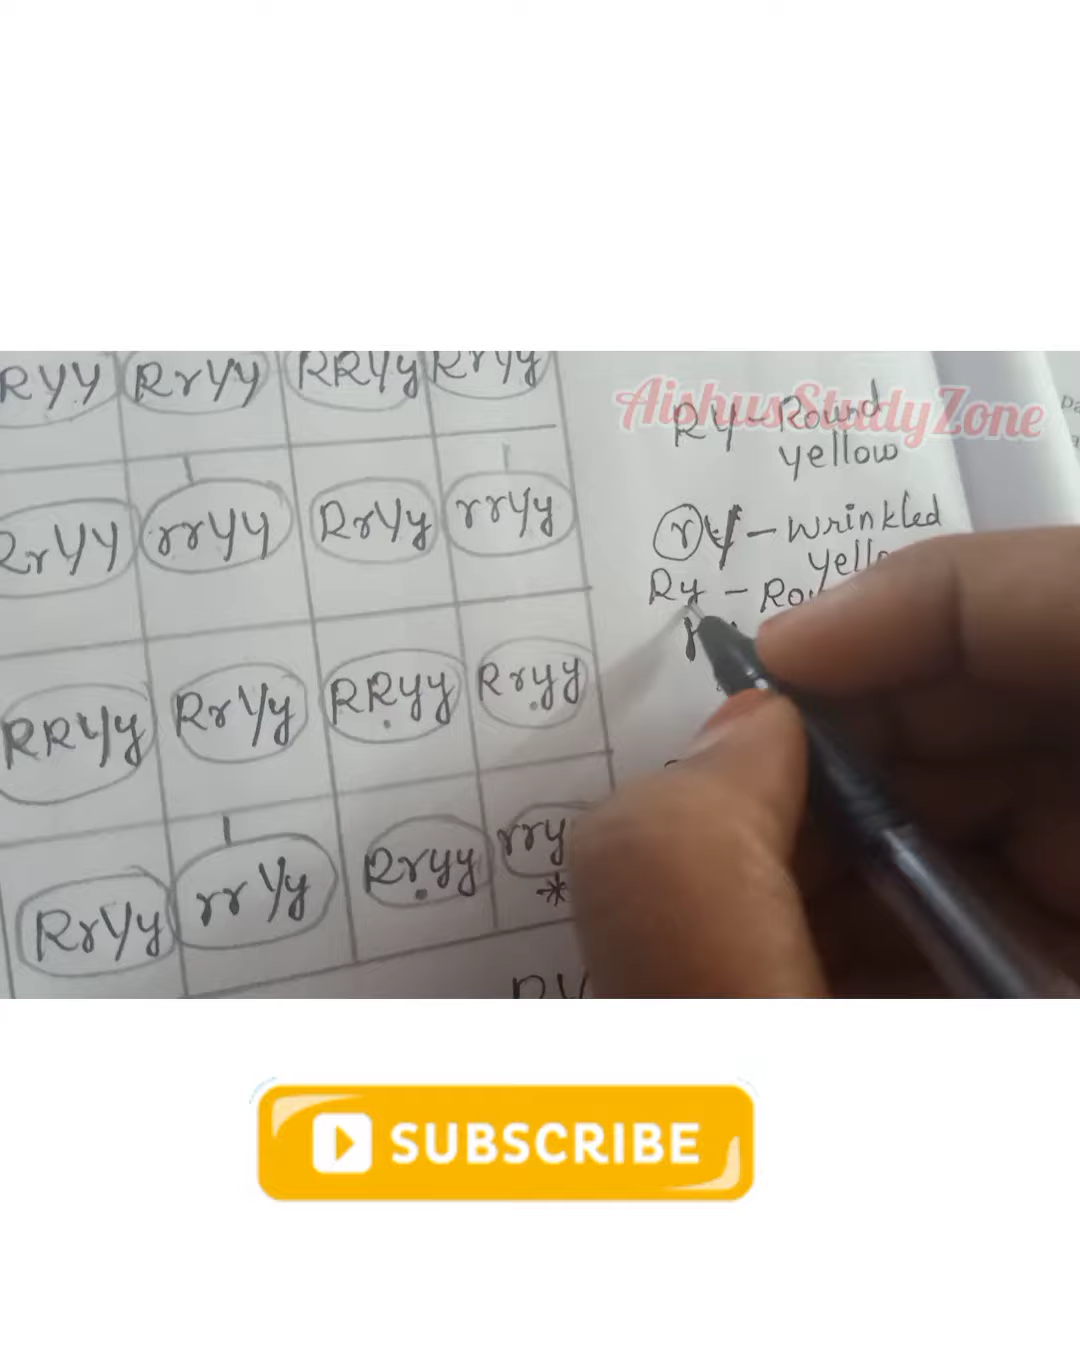 RYY RrYY RRYy RrYy
RrYY rrYY RrYy rrYy
RRYy RrYy RRyy Rryy
RrYy rrYy Rryy
*
AishusStudyZone
RY - Round
yellow
rY - wrinkled
Ry -
SUBSCRIBE